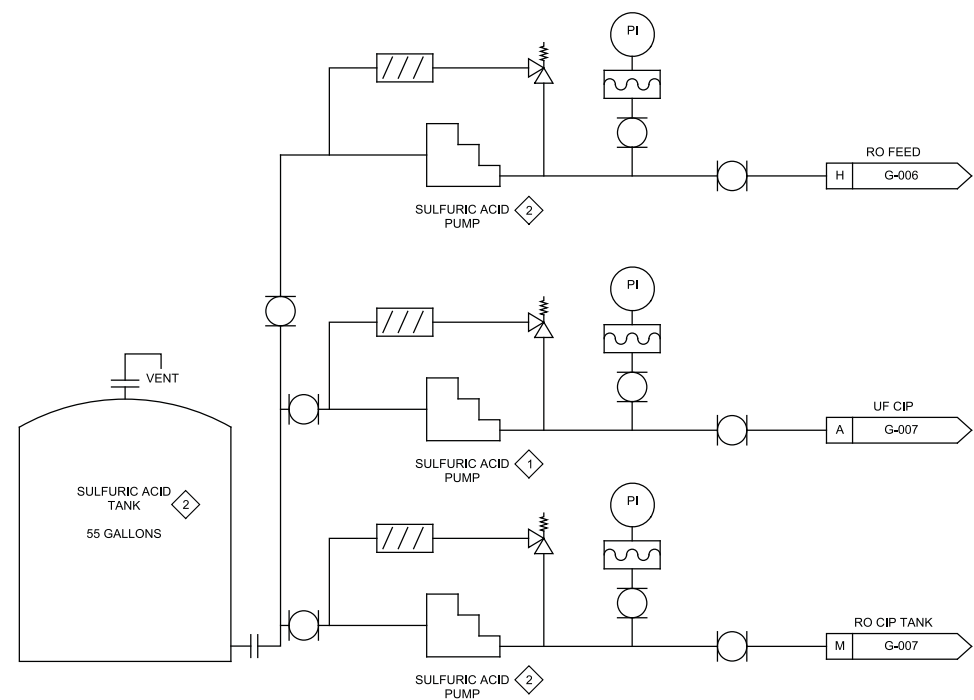 PI
RO FEED
H G-006
SULFURIC ACID 2
PUMP
PI
VENT
UF CIP
A G-007
SULFURIC ACID 1
PUMP
SULFURIC ACID 2
TANK
55 GALLONS
PI
RO CIP TANK
M G-007
SULFURIC ACID 2
PUMP